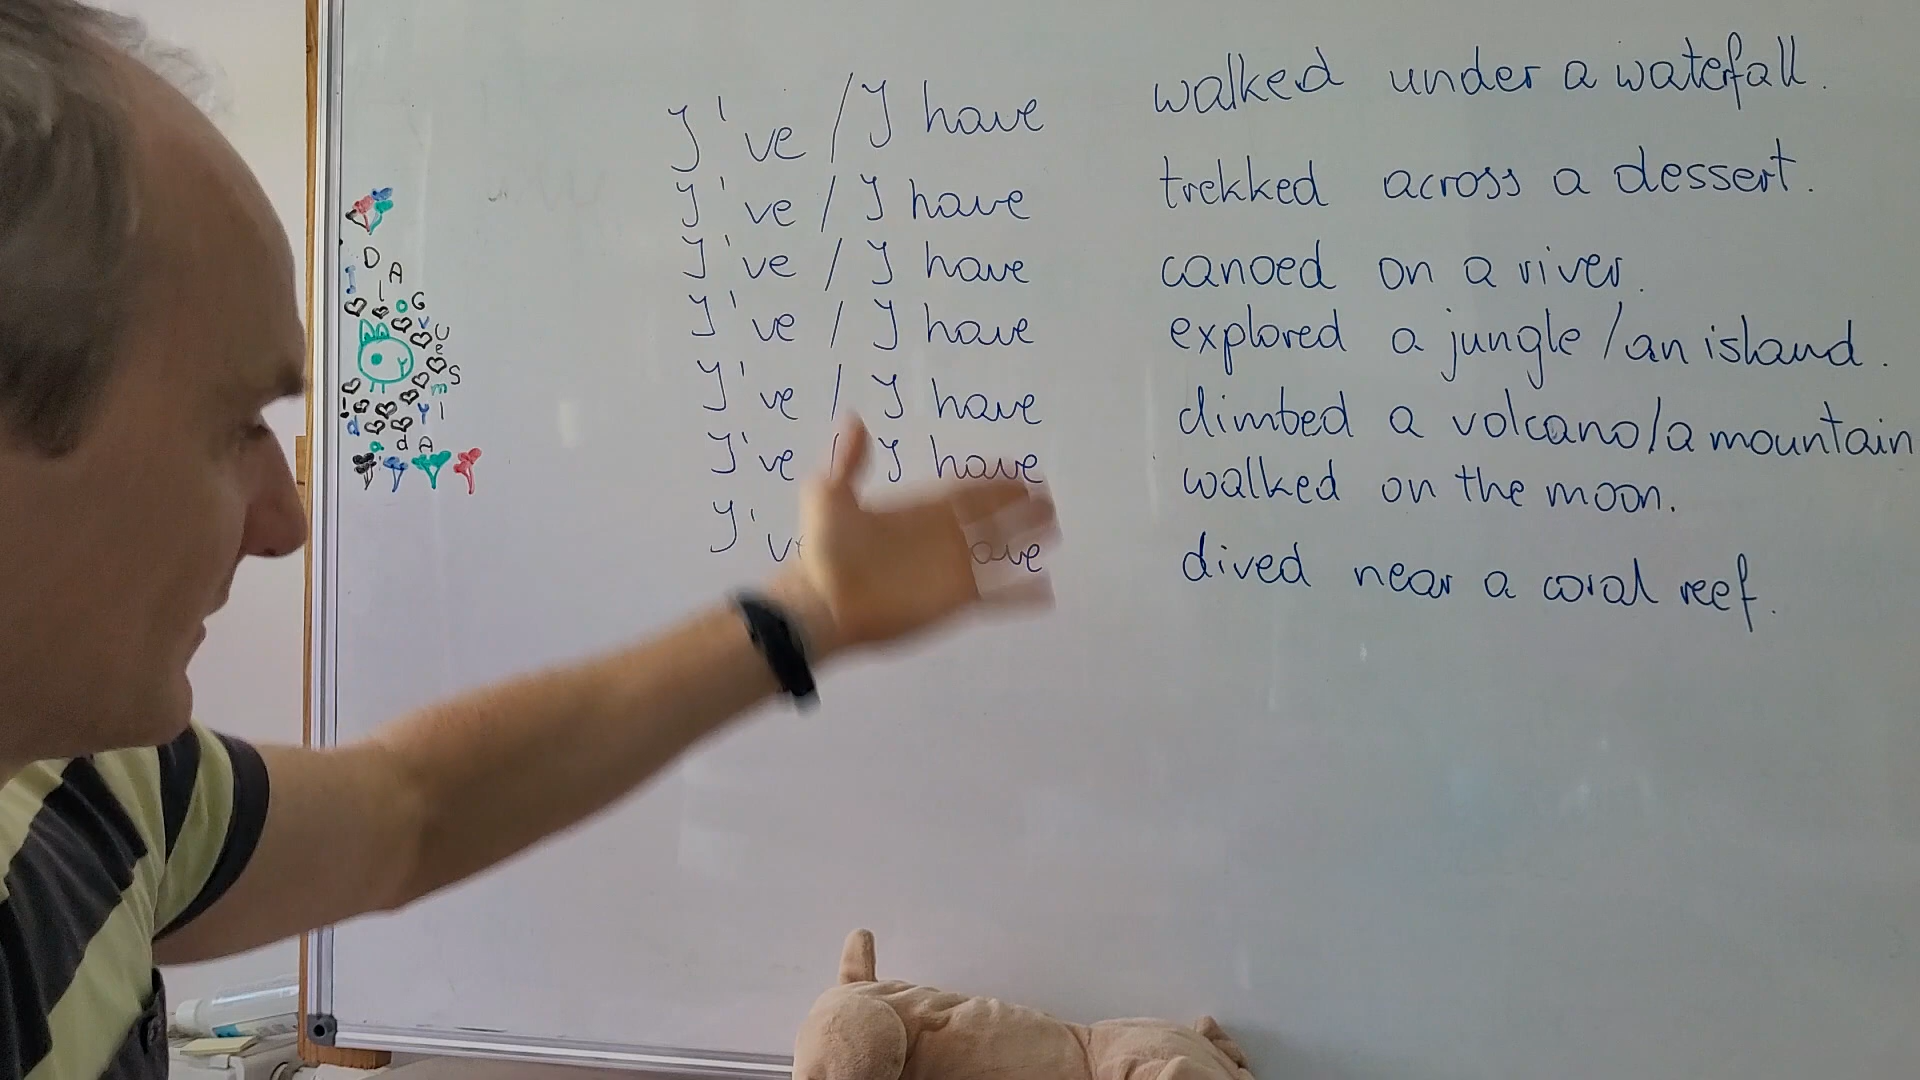 I've / I have walked under a waterfall.
I've / I have trekked across a dessert.
I've / I have canoed on a river.
I've / I have explored a jungle / an island.
I've / I have climbed a volcano/a mountain
I've / I have walked on the moon.
I've ave dived near a coral reef.